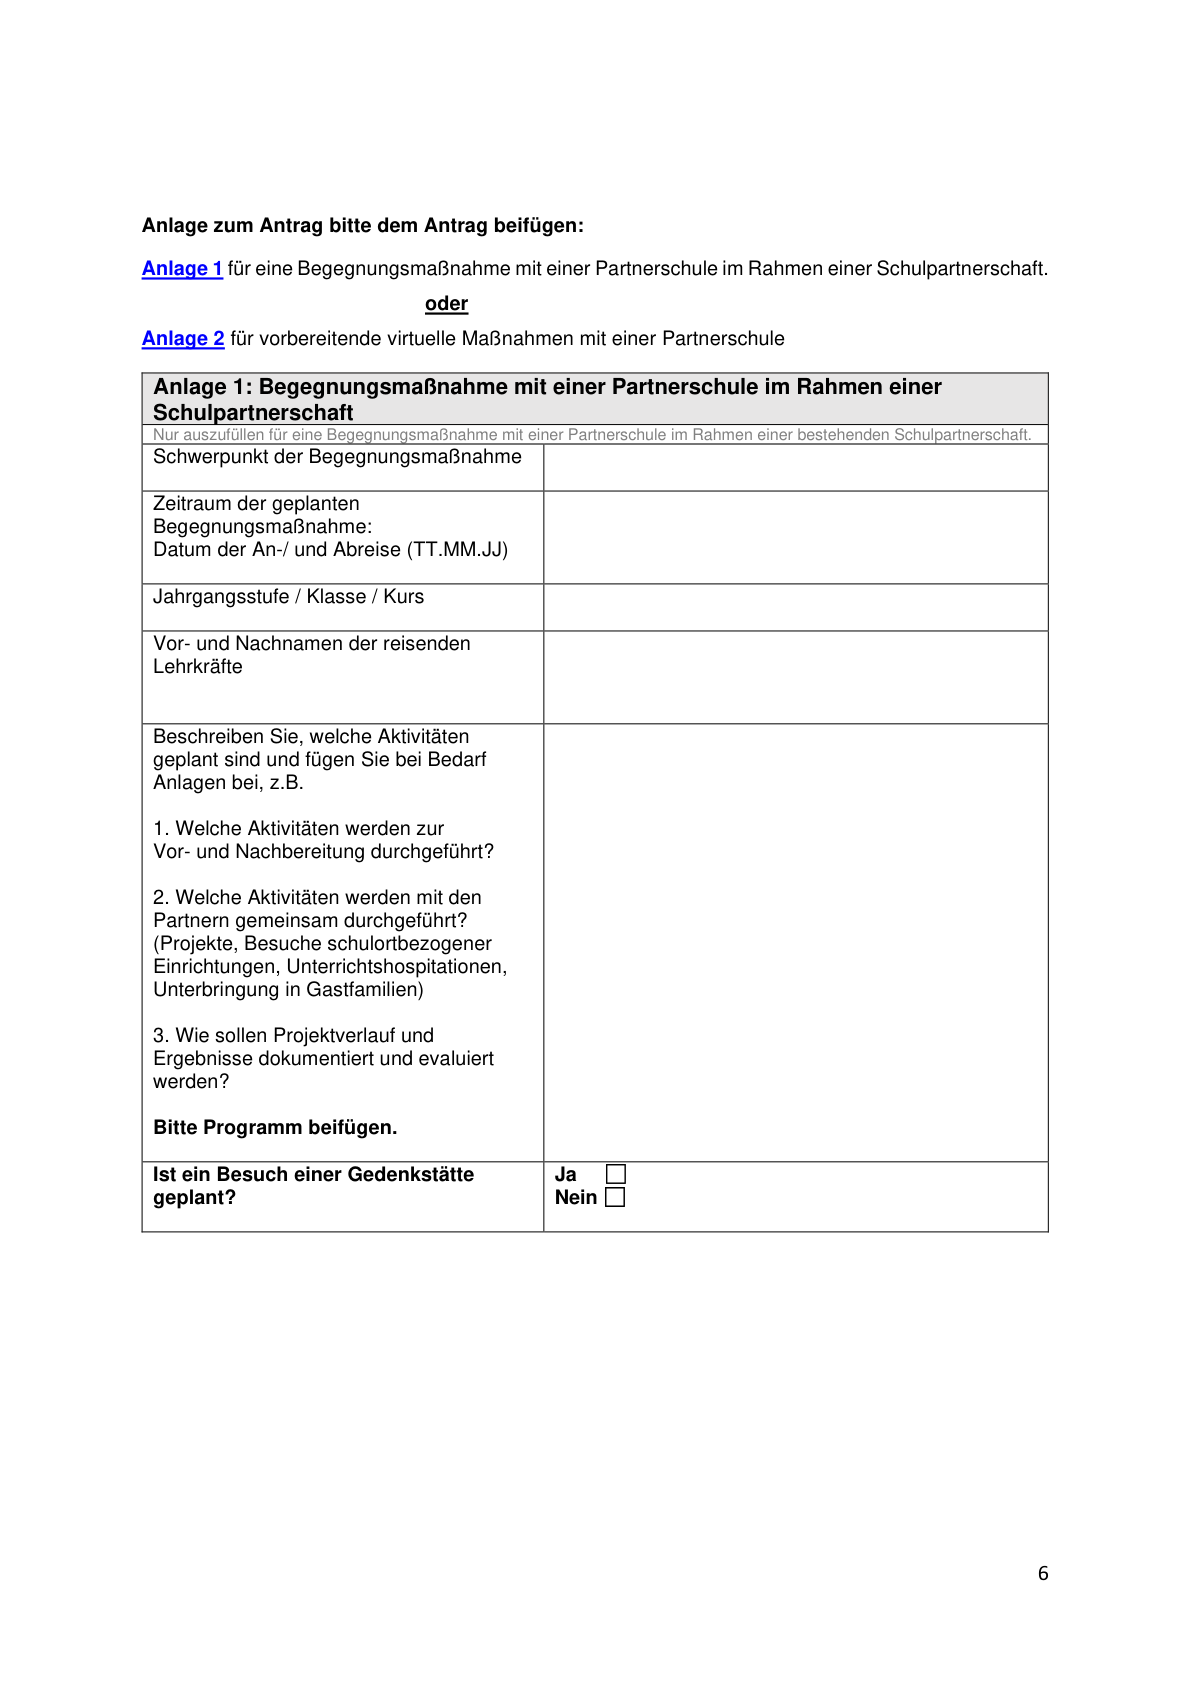 Anlage zum Antrag bitte dem Antrag beifügen:
Anlage 1 für eine Begegnungsmaßnahme mit einer Partnerschule im Rahmen einer Schulpartnerschaft.
oder
Anlage 2 für vorbereitende virtuelle Maßnahmen mit einer Partnerschule
Anlage 1: Begegnungsmaßnahme mit einer Partnerschule im Rahmen einer
Schulpartnerschaft
Nur auszufüllen für eine Begegnungsmaßnahme mit einer Partnerschule im Rahmen einer bestehenden Schulpartnerschaft.
Schwerpunkt der Begegnungsmaßnahme
Zeitraum der geplanten
Begegnungsmaßnahme:
Datum der An-/ und Abreise (TT.MM.JJ)
Jahrgangsstufe / Klasse / Kurs
Vor- und Nachnamen der reisenden
Lehrkräfte
Beschreiben Sie, welche Aktivitäten
geplant sind und fügen Sie bei Bedarf
Anlagen bei, z.B.
1. Welche Aktivitäten werden zur
Vor- und Nachbereitung durchgeführt?
2. Welche Aktivitäten werden mit den
Partnern gemeinsam durchgeführt?
(Projekte, Besuche schulortbezogener
Einrichtungen, Unterrichtshospitationen,
Unterbringung in Gastfamilien)
3. Wie sollen Projektverlauf und
Ergebnisse dokumentiert und evaluiert
werden?
Bitte Programm beifügen.
Ist ein Besuch einer Gedenkstätte
geplant?
Ja
Nein
6